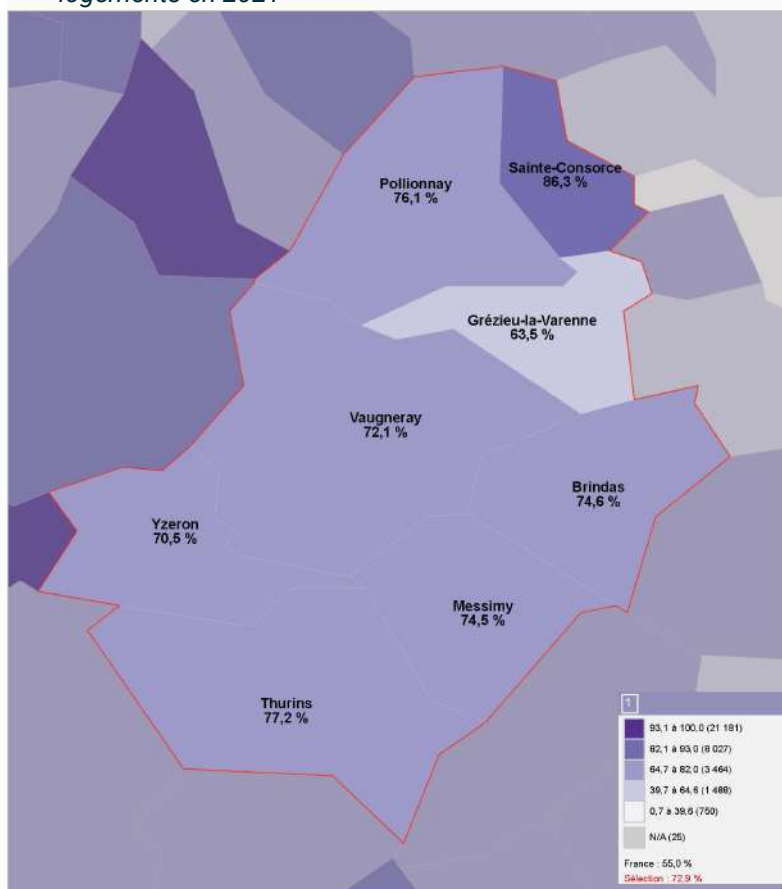 logements en 2021
Sainte-Consorce
86,3 %
Pollionnay
76,1 %
Grézieu-la-Varenne
63,5 %
Vaugneray
72,1 %
Brindas
74,6 %
Yzeron
70,5 %
Messimy
74,5 %
Thurins
77,2 %
1
93,1 à 100,0 (21 181)
82,1 à 93,0 (8 027)
64,7 à 82,0 (3 464)
39,7 à 64,6 (1 488)
0,7 à 39,6 (750)
N/A (25)
France : 55,0 %
Sélection : 72,9 %